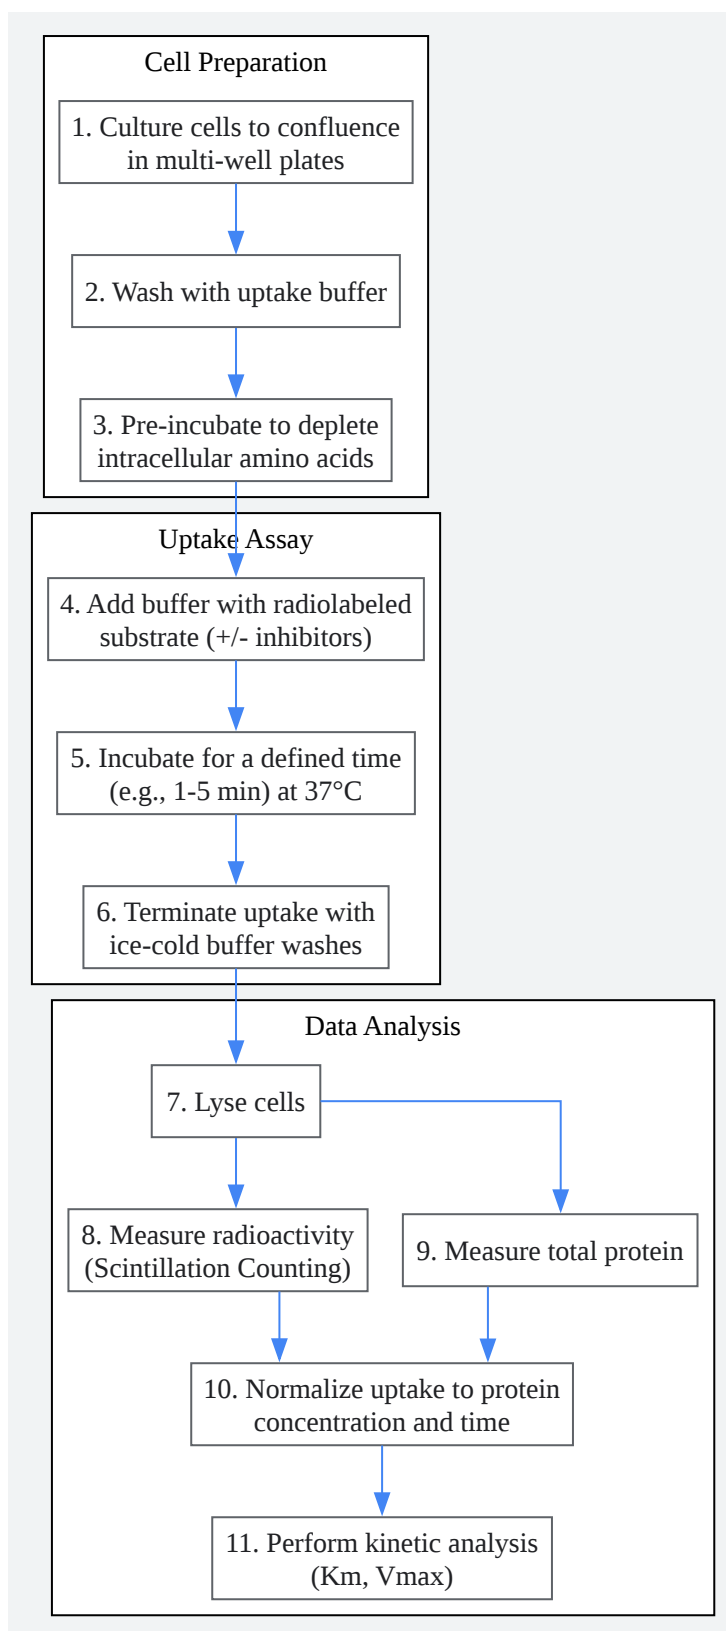 Cell Preparation
1. Culture cells to confluence
in multi-well plates
2. Wash with uptake buffer
3. Pre-incubate to deplete
intracellular amino acids
Uptake Assay
4. Add buffer with radiolabeled
substrate (+/- inhibitors)
5. Incubate for a defined time
(e.g., 1-5 min) at 37°C
6. Terminate uptake with
ice-cold buffer washes
Data Analysis
7. Lyse cells
8. Measure radioactivity
(Scintillation Counting)
9. Measure total protein
10. Normalize uptake to protein
concentration and time
11. Perform kinetic analysis
(Km, Vmax)